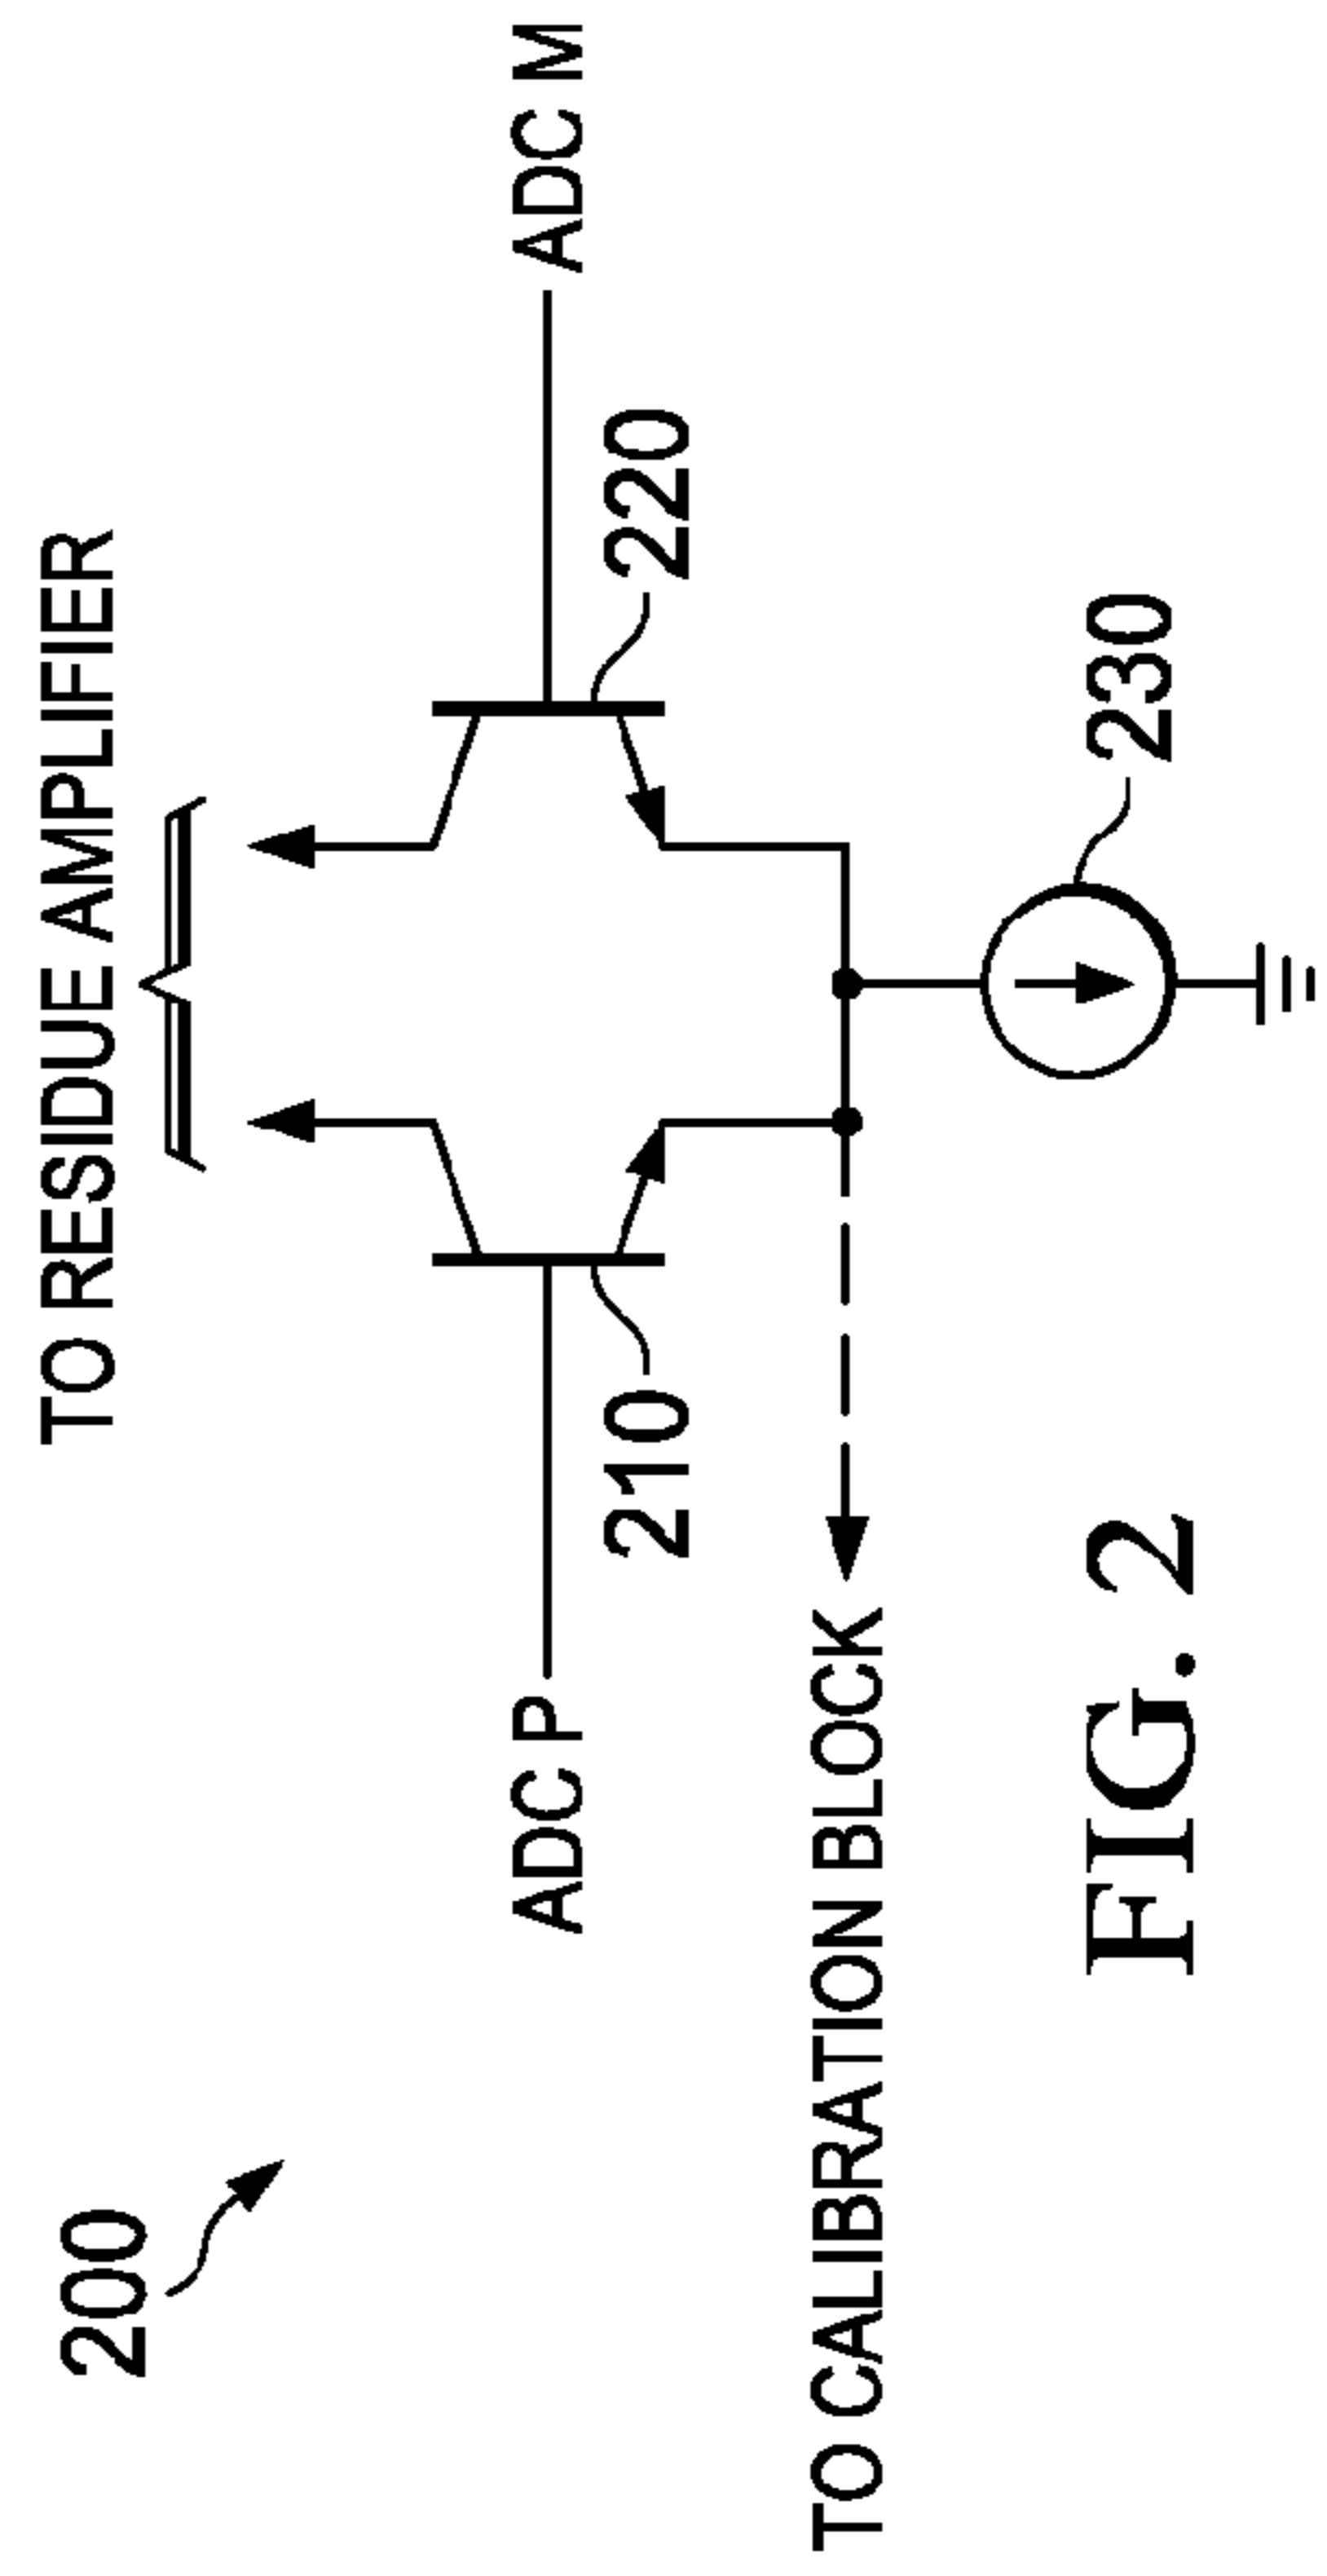 200
TO RESIDUE AMPLIFIER
ADC P
ADC M
210
220
TO CALIBRATION BLOCK
230
FIG. 2